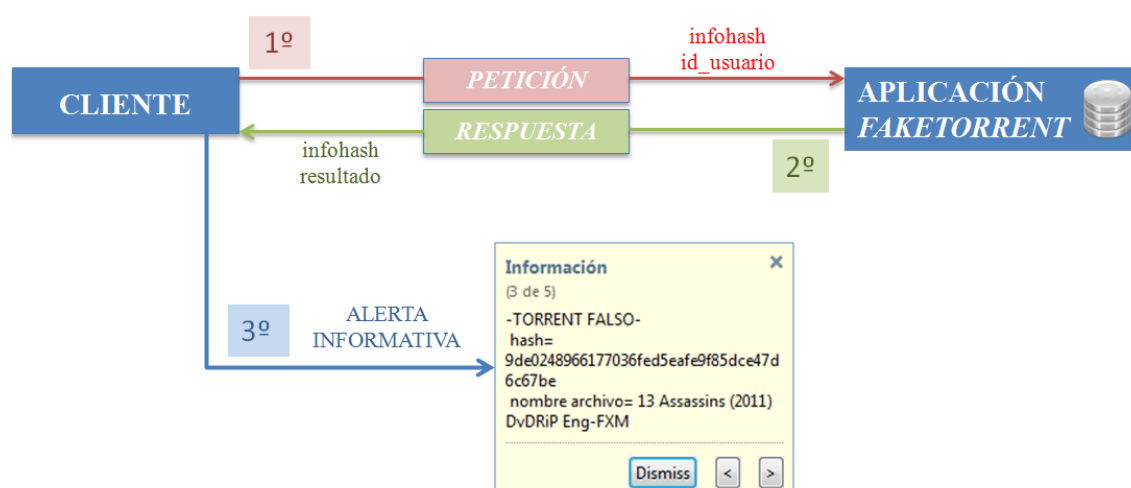 1º
infohash
id_usuario
PETICIÓN
CLIENTE
APLICACIÓN
FAKETORRENT
RESPUESTA
infohash
resultado
2º
Información
(3 de 5)
-TORRENT FALSO-
hash=
9de0248966177036fed5eafe9f85dce47d
6c67be
nombre archivo= 13 Assassins (2011)
DvDRiP Eng-FXM
Dismiss
<
>
3º
ALERTA
INFORMATIVA